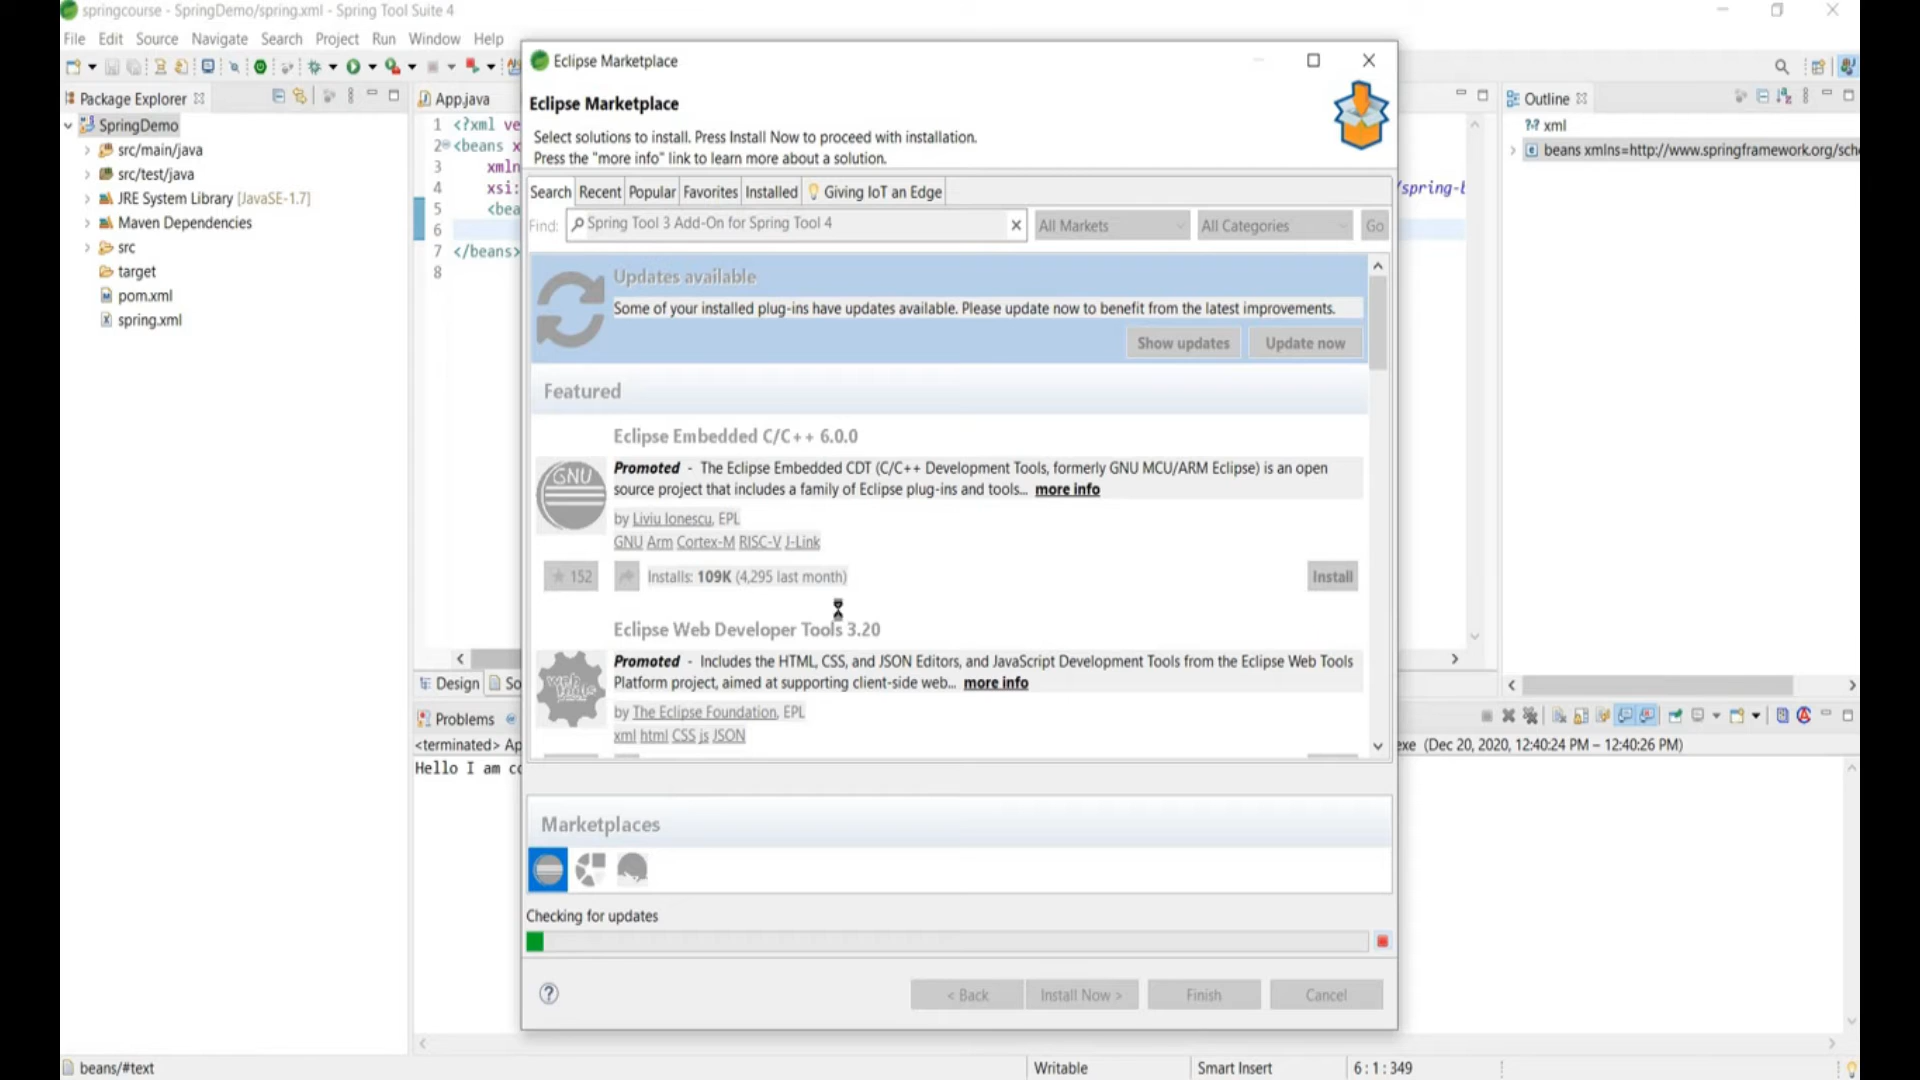 springcourse - SpringDemo/spring.xml - Spring Tool Suite 4
File Edit Source Navigate Search Project Run Window Help
Package Explorer
SpringDemo
src/main/java
src/test/java
JRE System Library [JavaSE-1.7]
Maven Dependencies
src
target
pom.xml
spring.xml
App.java
1 <?xml ve
2 <beans x
3 xmln
4 xsi:
5 <bea
6
7 </beans>
8
/spring-b
Design So
Eclipse Marketplace
Eclipse Marketplace
Select solutions to install. Press Install Now to proceed with installation.
Press the "more info" link to learn more about a solution.
Search Recent Popular Favorites Installed Giving IoT an Edge
Find: Spring Tool 3 Add-On for Spring Tool 4 All Markets All Categories Go
Updates available
Some of your installed plug-ins have updates available. Please update now to benefit from the latest improvements.
Show updates Update now
Featured
Eclipse Embedded C/C++ 6.0.0
GNU
Promoted - The Eclipse Embedded CDT (C/C++ Development Tools, formerly GNU MCU/ARM Eclipse) is an open
source project that includes a family of Eclipse plug-ins and tools... more info
by Liviu Ionescu, EPL
GNU Arm Cortex-M RISC-V J-Link
152 Installs: 109K (4,295 last month) Install
Eclipse Web Developer Tools 3.20
web tools
Promoted - Includes the HTML, CSS, and JSON Editors, and JavaScript Development Tools from the Eclipse Web Tools
Platform project, aimed at supporting client-side web... more info
by The Eclipse Foundation, EPL
xml html CSS js JSON
Marketplaces
Checking for updates
< Back Install Now > Finish Cancel
Outline
?-? xml
beans xmlns=http://www.springframework.org/sche
Problems
<terminated> Ap
exe (Dec 20, 2020, 12:40:24 PM – 12:40:26 PM)
Hello I am co
beans/#text Writable Smart Insert 6 : 1 : 349